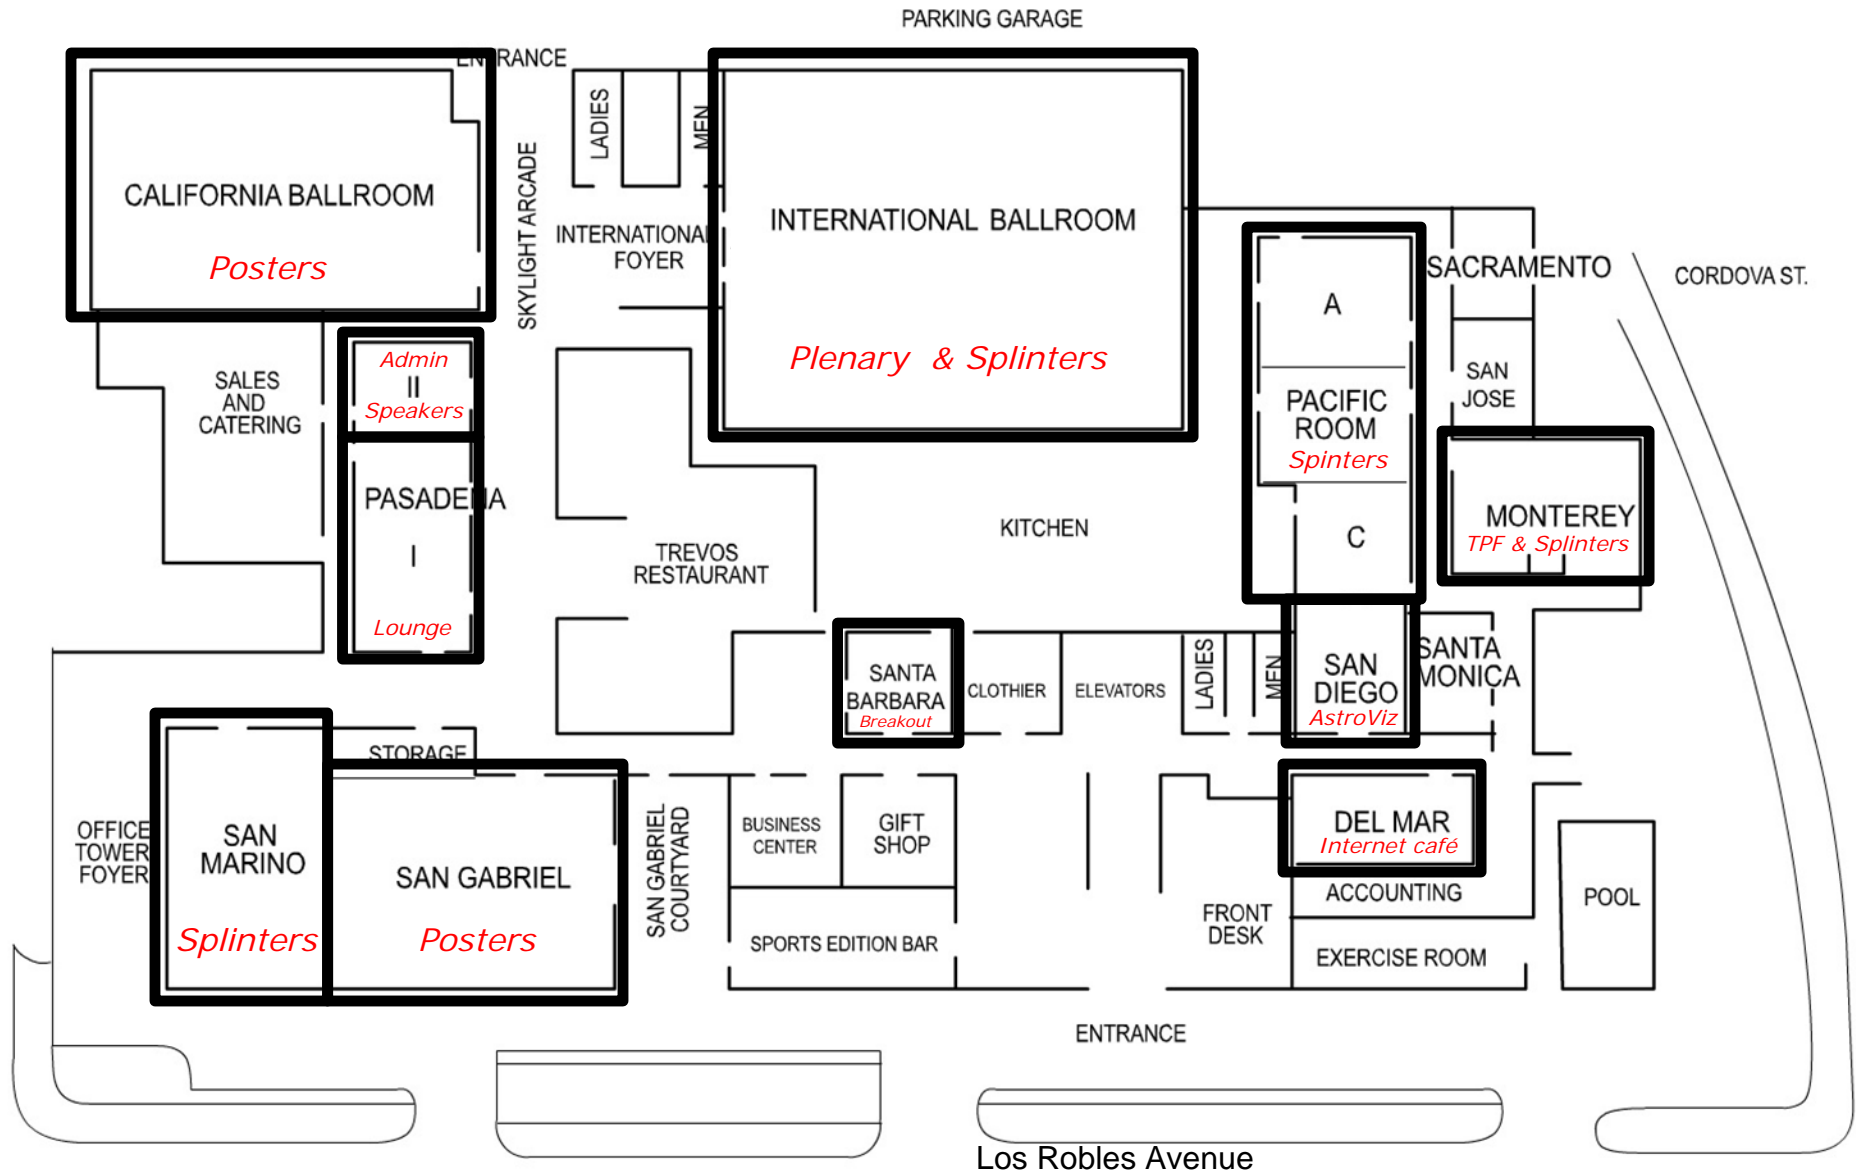 PARKING GARAGE
ENTRANCE
LADIES
MEN
CALIFORNIA BALLROOM
Posters
SKYLIGHT ARCADE
INTERNATIONAL
FOYER
INTERNATIONAL BALLROOM
Plenary & Splinters
A
PACIFIC
ROOM
Spinters
C
SACRAMENTO
CORDOVA ST.
SAN
JOSE
MONTEREY
TPF & Splinters
SALES
AND
CATERING
Admin
II
Speakers
PASADENA
I
Lounge
TREVOS
RESTAURANT
KITCHEN
SANTA
BARBARA
Breakout
CLOTHIER
ELEVATORS
LADIES
MEN
SAN
DIEGO
AstroViz
SANTA
MONICA
STORAGE
OFFICE
TOWER
FOYER
SAN
MARINO
Splinters
SAN GABRIEL
Posters
SAN GABRIEL
COURTYARD
BUSINESS
CENTER
GIFT
SHOP
SPORTS EDITION BAR
DEL MAR
Internet café
ACCOUNTING
FRONT
DESK
EXERCISE ROOM
POOL
ENTRANCE
Los Robles Avenue